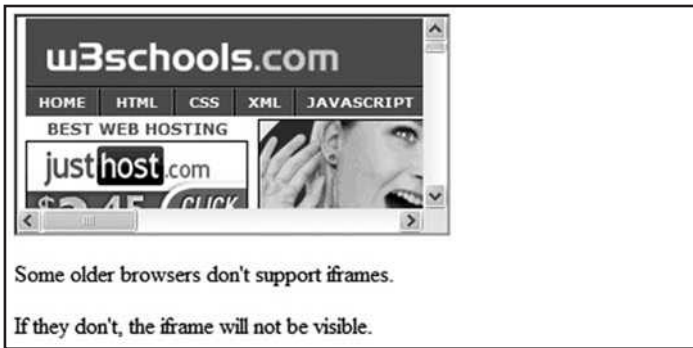 w3schools.com
HOME HTML CSS XML JAVASCRIPT
BEST WEB HOSTING
justhost.com
CLICK
Some older browsers don't support iframes.
If they don't, the iframe will not be visible.